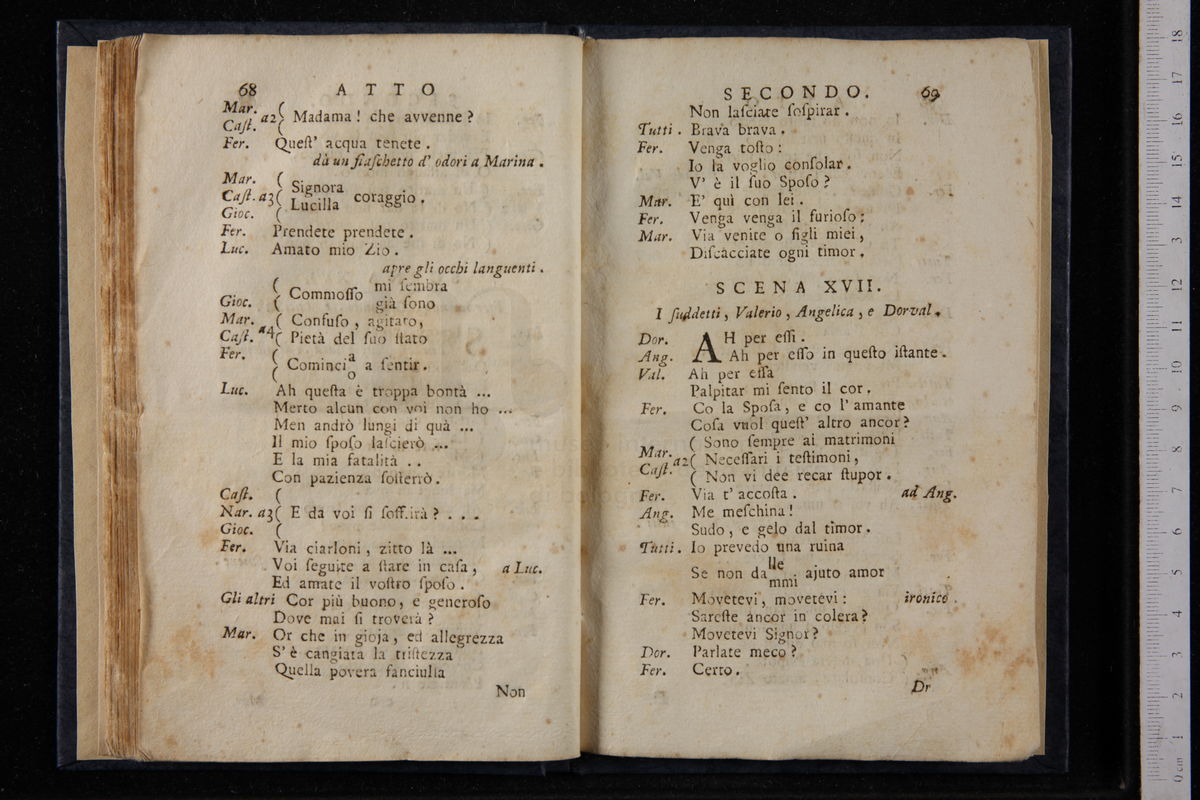 68 ATTO
Mar. (
a2} Madama! che avvenne?
Caſt. (
Fer. Queſt' acqua tenete.
dà un fiaſchetto d' odori a Marina.
Mar. (
Signora
Caſt. a3( coraggio.
Lucilla
Gioc. (
Fer. Prendete prendete.
Luc. Amato mio Zio.
apre gli occhi languenti.
( mi ſembra
Commoſſo
Gioc. ( già ſono
Mar. ( Confuſo, agitato,
Caſt. a4( Pietà del ſuo ſtato
Fer. ( a
Cominci a ſentir.
( o
Luc. Ah queſta è troppa bontà ...
Merto alcun con voi non ho ...
Men andrò lungi di quà ...
Il mio ſpoſo laſcierò ...
E la mia fatalità . .
Con pazienza ſoffer­rò.
Caſt. (
Nar. a3( E da voi ſi ſoffrirà? . . .
Gioc. (
Fer. Via ciarloni, zitto là ...
Voi ſeguite a ſtare in caſa, a Luc.
Ed amate il voſtro ſpoſo.
Gli altri Cor più buono, e generoſo
Dove mai ſi troverà?
Mar. Or che in gioja, ed allegrezza
S' è cangiata la triſtezza
Quella povera fanciulla
Non
SECONDO. 69
Non laſciate ſoſpirar.
Tutti. Brava brava.
Fer. Venga toſto:
Io la voglio conſolar.
V' è il ſuo Spoſo?
Mar. E' quì con lei.
Fer. Venga venga il furioſo;
Mar. Via venite o figli miei,
Diſcacciate ogni timor.
SCENA XVII.
I ſuddetti, Valerio, Angelica, e Dorval.
Dor. AH per eſſi.
Ang. Ah per eſſo in queſto iſtante.
Val. Ah per eſſa
Palpitar mi ſento il cor.
Fer. Co la Spoſa, e co l' amante
Coſa vuol queſt' altro ancor?
( Sono ſempre ai matrimoni
Mar.
a2( Neceſſari i teſtimoni,
Caſt.
( Non vi dee recar ſtupor.
Fer. Via t' accoſta. ad Ang.
Ang. Me meſchina!
Sudo, e gelo dal timor.
Tutti. Io prevedo una ruina
lle
Se non da ajuto amor
mmi
Fer. Movetevi, movetevi: ironico.
Sareſte ancor in colera?
Movetevi Signor?
Dor. Parlate meco?
Fer. Certo.
Dr